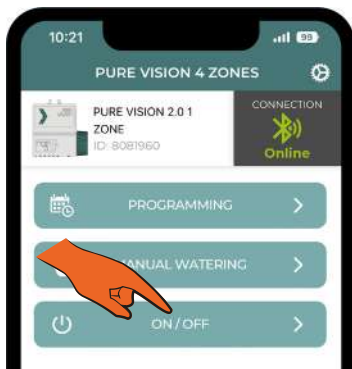 10:21
99
PURE VISION 4 ZONES
PURE VISION 2.0 1
ZONE
ID: 8081960
CONNECTION
Online
PROGRAMMING
MANUAL WATERING
ON / OFF